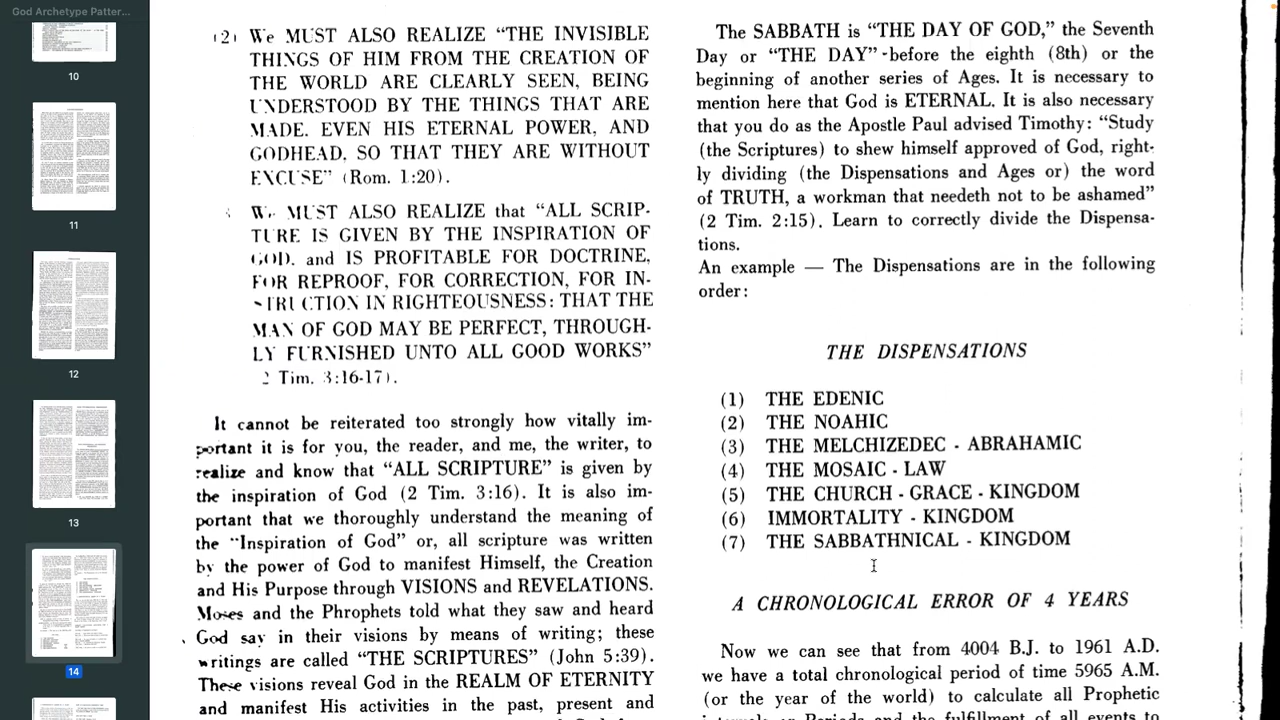 God Archetype Patter...
10
11
12
13
14
(2) We MUST ALSO REALIZE “THE INVISIBLE
THINGS OF HIM FROM THE CREATION OF
THE WORLD ARE CLEARLY SEEN, BEING
UNDERSTOOD BY THE THINGS THAT ARE
MADE. EVEN HIS ETERNAL POWER, AND
GODHEAD, SO THAT THEY ARE WITHOUT
EXCUSE” (Rom. 1:20).
We MUST ALSO REALIZE that “ALL SCRIP-
TURE IS GIVEN BY THE INSPIRATION OF
GOD. and IS PROFITABLE FOR DOCTRINE,
FOR REPROOF, FOR CORRECTION, FOR IN-
STRUCTION IN RIGHTEOUSNESS: THAT THE
MAN OF GOD MAY BE PERFECT, THROUGH-
LY FURNISHED UNTO ALL GOOD WORKS”
2 Tim. 3:16-17).
It cannot be reiterated too strongly how vitally im-
portant it is for you the reader, and I, the writer, to
realize and know that “ALL SCRIPTURE” is given by
the inspiration of God (2 Tim. 3:16). It is also im-
portant that we thoroughly understand the meaning of
the “Inspiration of God” or, all scripture was written
by the power of God to manifest Himself, the Creation
and His Purpose through VISIONS and REVELATIONS.
Moses and the Phrophets told what they saw and heard
God say in their visions by means of writing; these
writings are called “THE SCRIPTURES” (John 5:39).
These visions reveal God in the REALM OF ETERNITY
and manifest His activities in the past, present and
The SABBATH is “THE DAY OF GOD,” the Seventh
Day or “THE DAY” -before the eighth (8th) or the
beginning of another series of Ages. It is necessary to
mention here that God is ETERNAL. It is also necessary
that you do as the Apostle Paul advised Timothy: “Study
(the Scriptures) to shew himself approved of God, right-
ly dividing (the Dispensations and Ages or) the word
of TRUTH, a workman that needeth not to be ashamed”
(2 Tim. 2:15). Learn to correctly divide the Dispensa-
tions.
An example — The Dispensations are in the following
order:
THE DISPENSATIONS
(1) THE EDENIC
(2) THE NOAHIC
(3) THE MELCHIZEDEC - ABRAHAMIC
(4) THE MOSAIC - LAW
(5) THE CHURCH - GRACE - KINGDOM
(6) IMMORTALITY - KINGDOM
(7) THE SABBATHNICAL - KINGDOM
A CHRONOLOGICAL ERROR OF 4 YEARS
Now we can see that from 4004 B.J. to 1961 A.D.
we have a total chronological period of time 5965 A.M.
(or the year of the world) to calculate all Prophetic